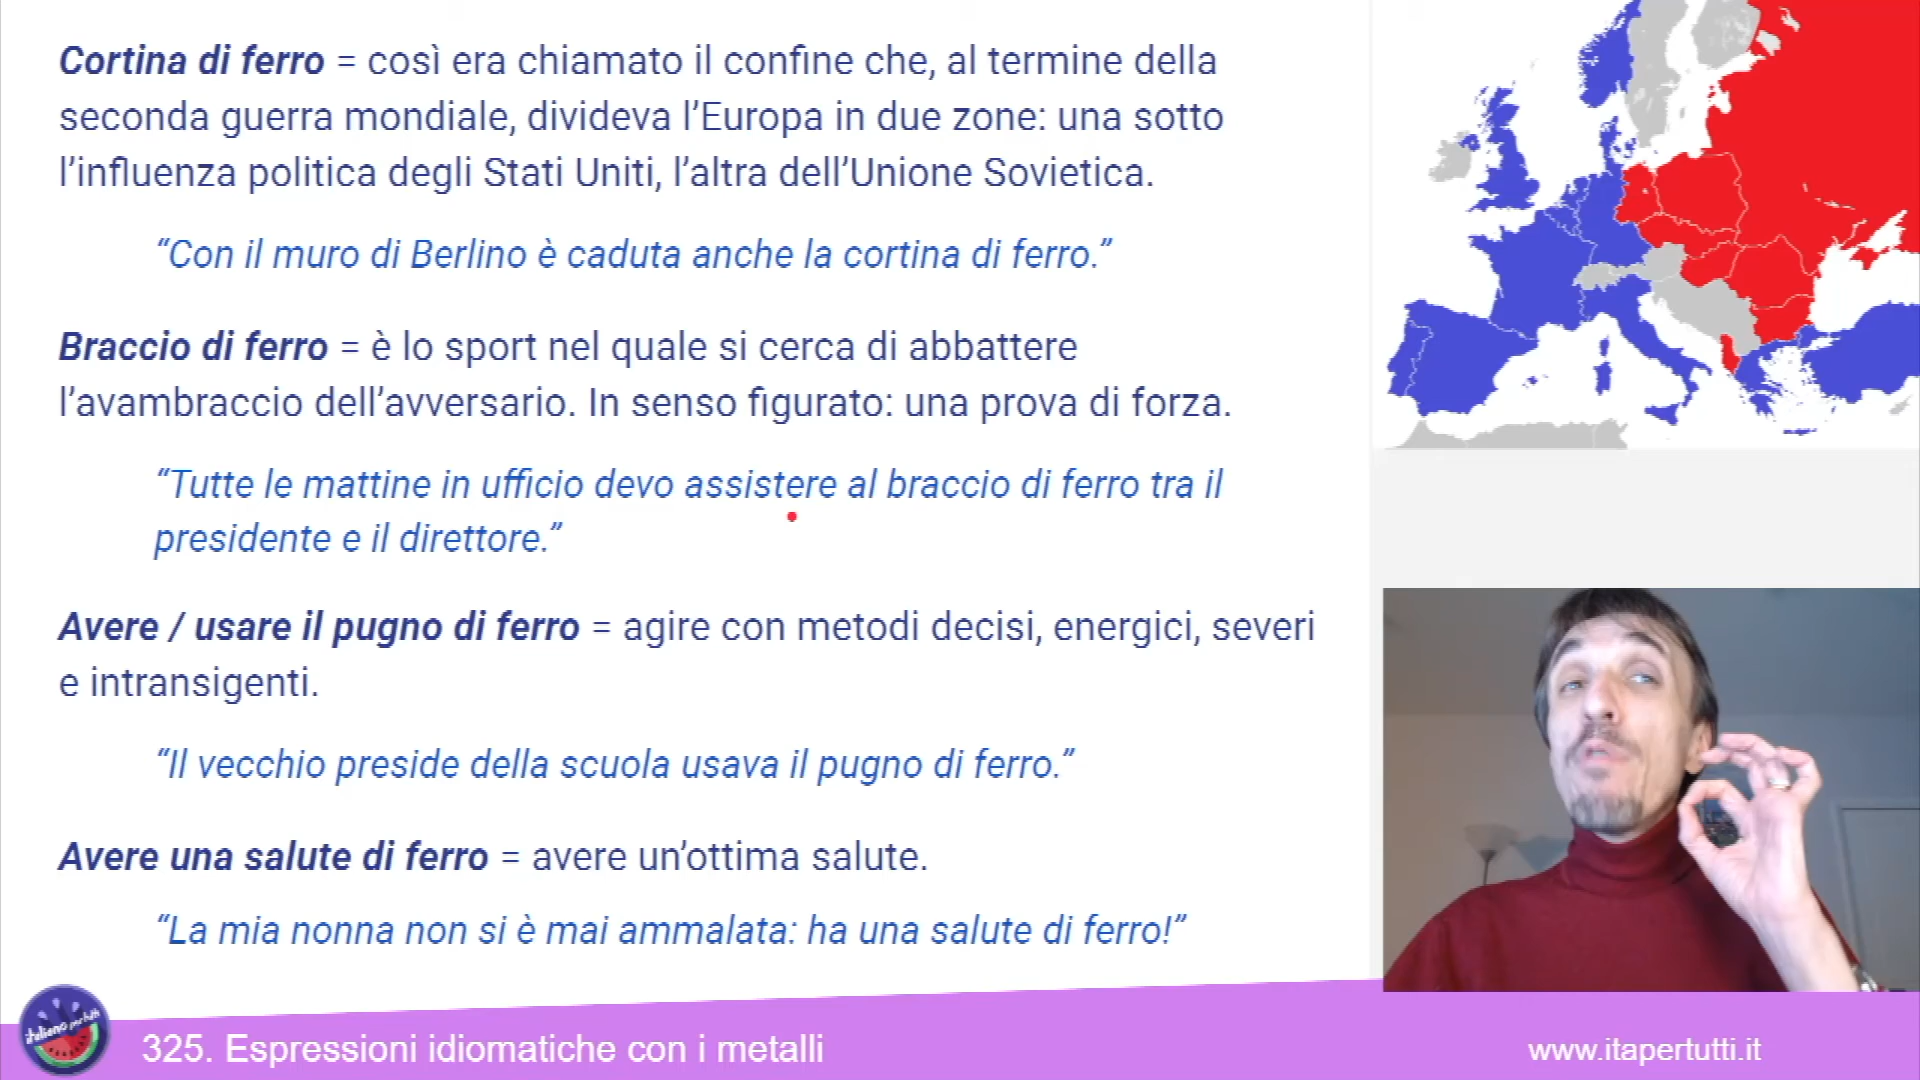 Cortina di ferro = così era chiamato il confine che, al termine della
seconda guerra mondiale, divideva l’Europa in due zone: una sotto
l’influenza politica degli Stati Uniti, l’altra dell’Unione Sovietica.
“Con il muro di Berlino è caduta anche la cortina di ferro.”
Braccio di ferro = è lo sport nel quale si cerca di abbattere
l’avambraccio dell’avversario. In senso figurato: una prova di forza.
“Tutte le mattine in ufficio devo assistere al braccio di ferro tra il
presidente e il direttore.”
Avere / usare il pugno di ferro = agire con metodi decisi, energici, severi
e intransigenti.
“Il vecchio preside della scuola usava il pugno di ferro.”
Avere una salute di ferro = avere un’ottima salute.
“La mia nonna non si è mai ammalata: ha una salute di ferro!”
italiano per tutti
325. Espressioni idiomatiche con i metalli
www.itapertutti.it